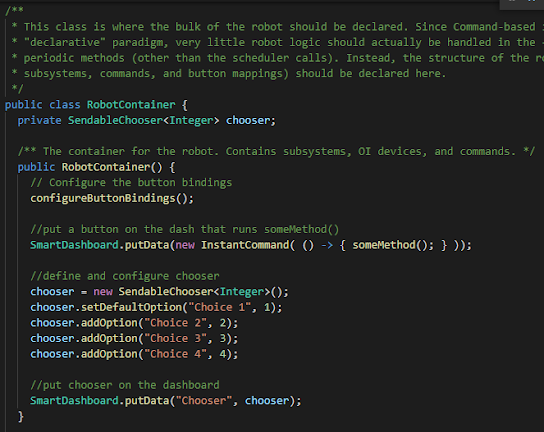 /**
 * This class is where the bulk of the robot should be declared. Since Command-based
 * "declarative" paradigm, very little robot logic should actually be handled in the
 * periodic methods (other than the scheduler calls). Instead, the structure of the
 * subsystems, commands, and button mappings) should be declared here.
 */
public class RobotContainer {
  private SendableChooser<Integer> chooser;

  /** The container for the robot. Contains subsystems, OI devices, and commands. */
  public RobotContainer() {
    // Configure the button bindings
    configureButtonBindings();

    //put a button on the dash that runs someMethod()
    SmartDashboard.putData(new InstantCommand( () -> { someMethod(); } ));

    //define and configure chooser
    chooser = new SendableChooser<Integer>();
    chooser.setDefaultOption("Choice 1", 1);
    chooser.addOption("Choice 2", 2);
    chooser.addOption("Choice 3", 3);
    chooser.addOption("Choice 4", 4);

    //put chooser on the dashboard
    SmartDashboard.putData("Chooser", chooser);
  }